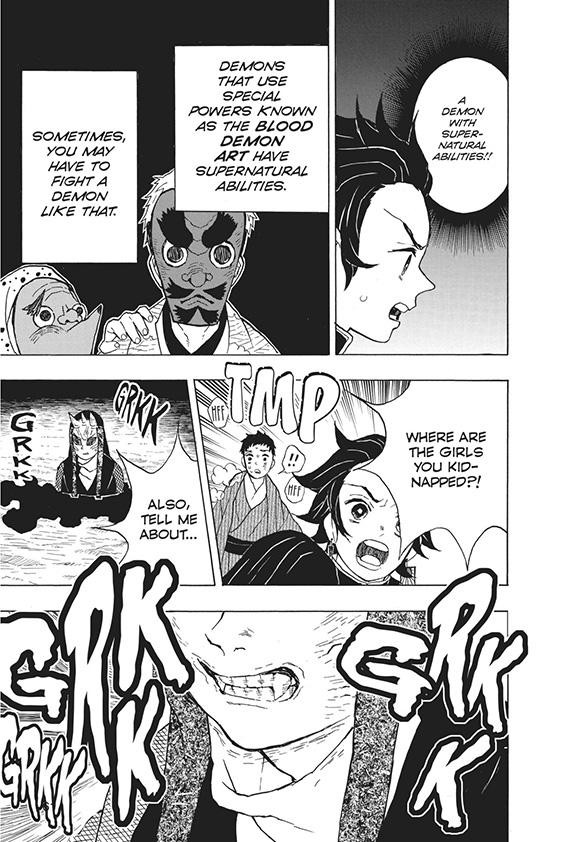 A
DEMON
WITH
SUPER-
NATURAL
ABILITIES!!
DEMONS
THAT USE
SPECIAL
POWERS KNOWN
AS THE BLOOD
DEMON
ART HAVE
SUPERNATURAL
ABILITIES.
SOMETIMES,
YOU MAY
HAVE TO
FIGHT A
DEMON
LIKE THAT.
WHERE ARE
THE GIRLS
YOU KID-
NAPPED?!
TMP
HFF
!!
HFF
ALSO,
TELL ME
ABOUT...
GRKK
GRKK
GRKK
GRKK
GRKK